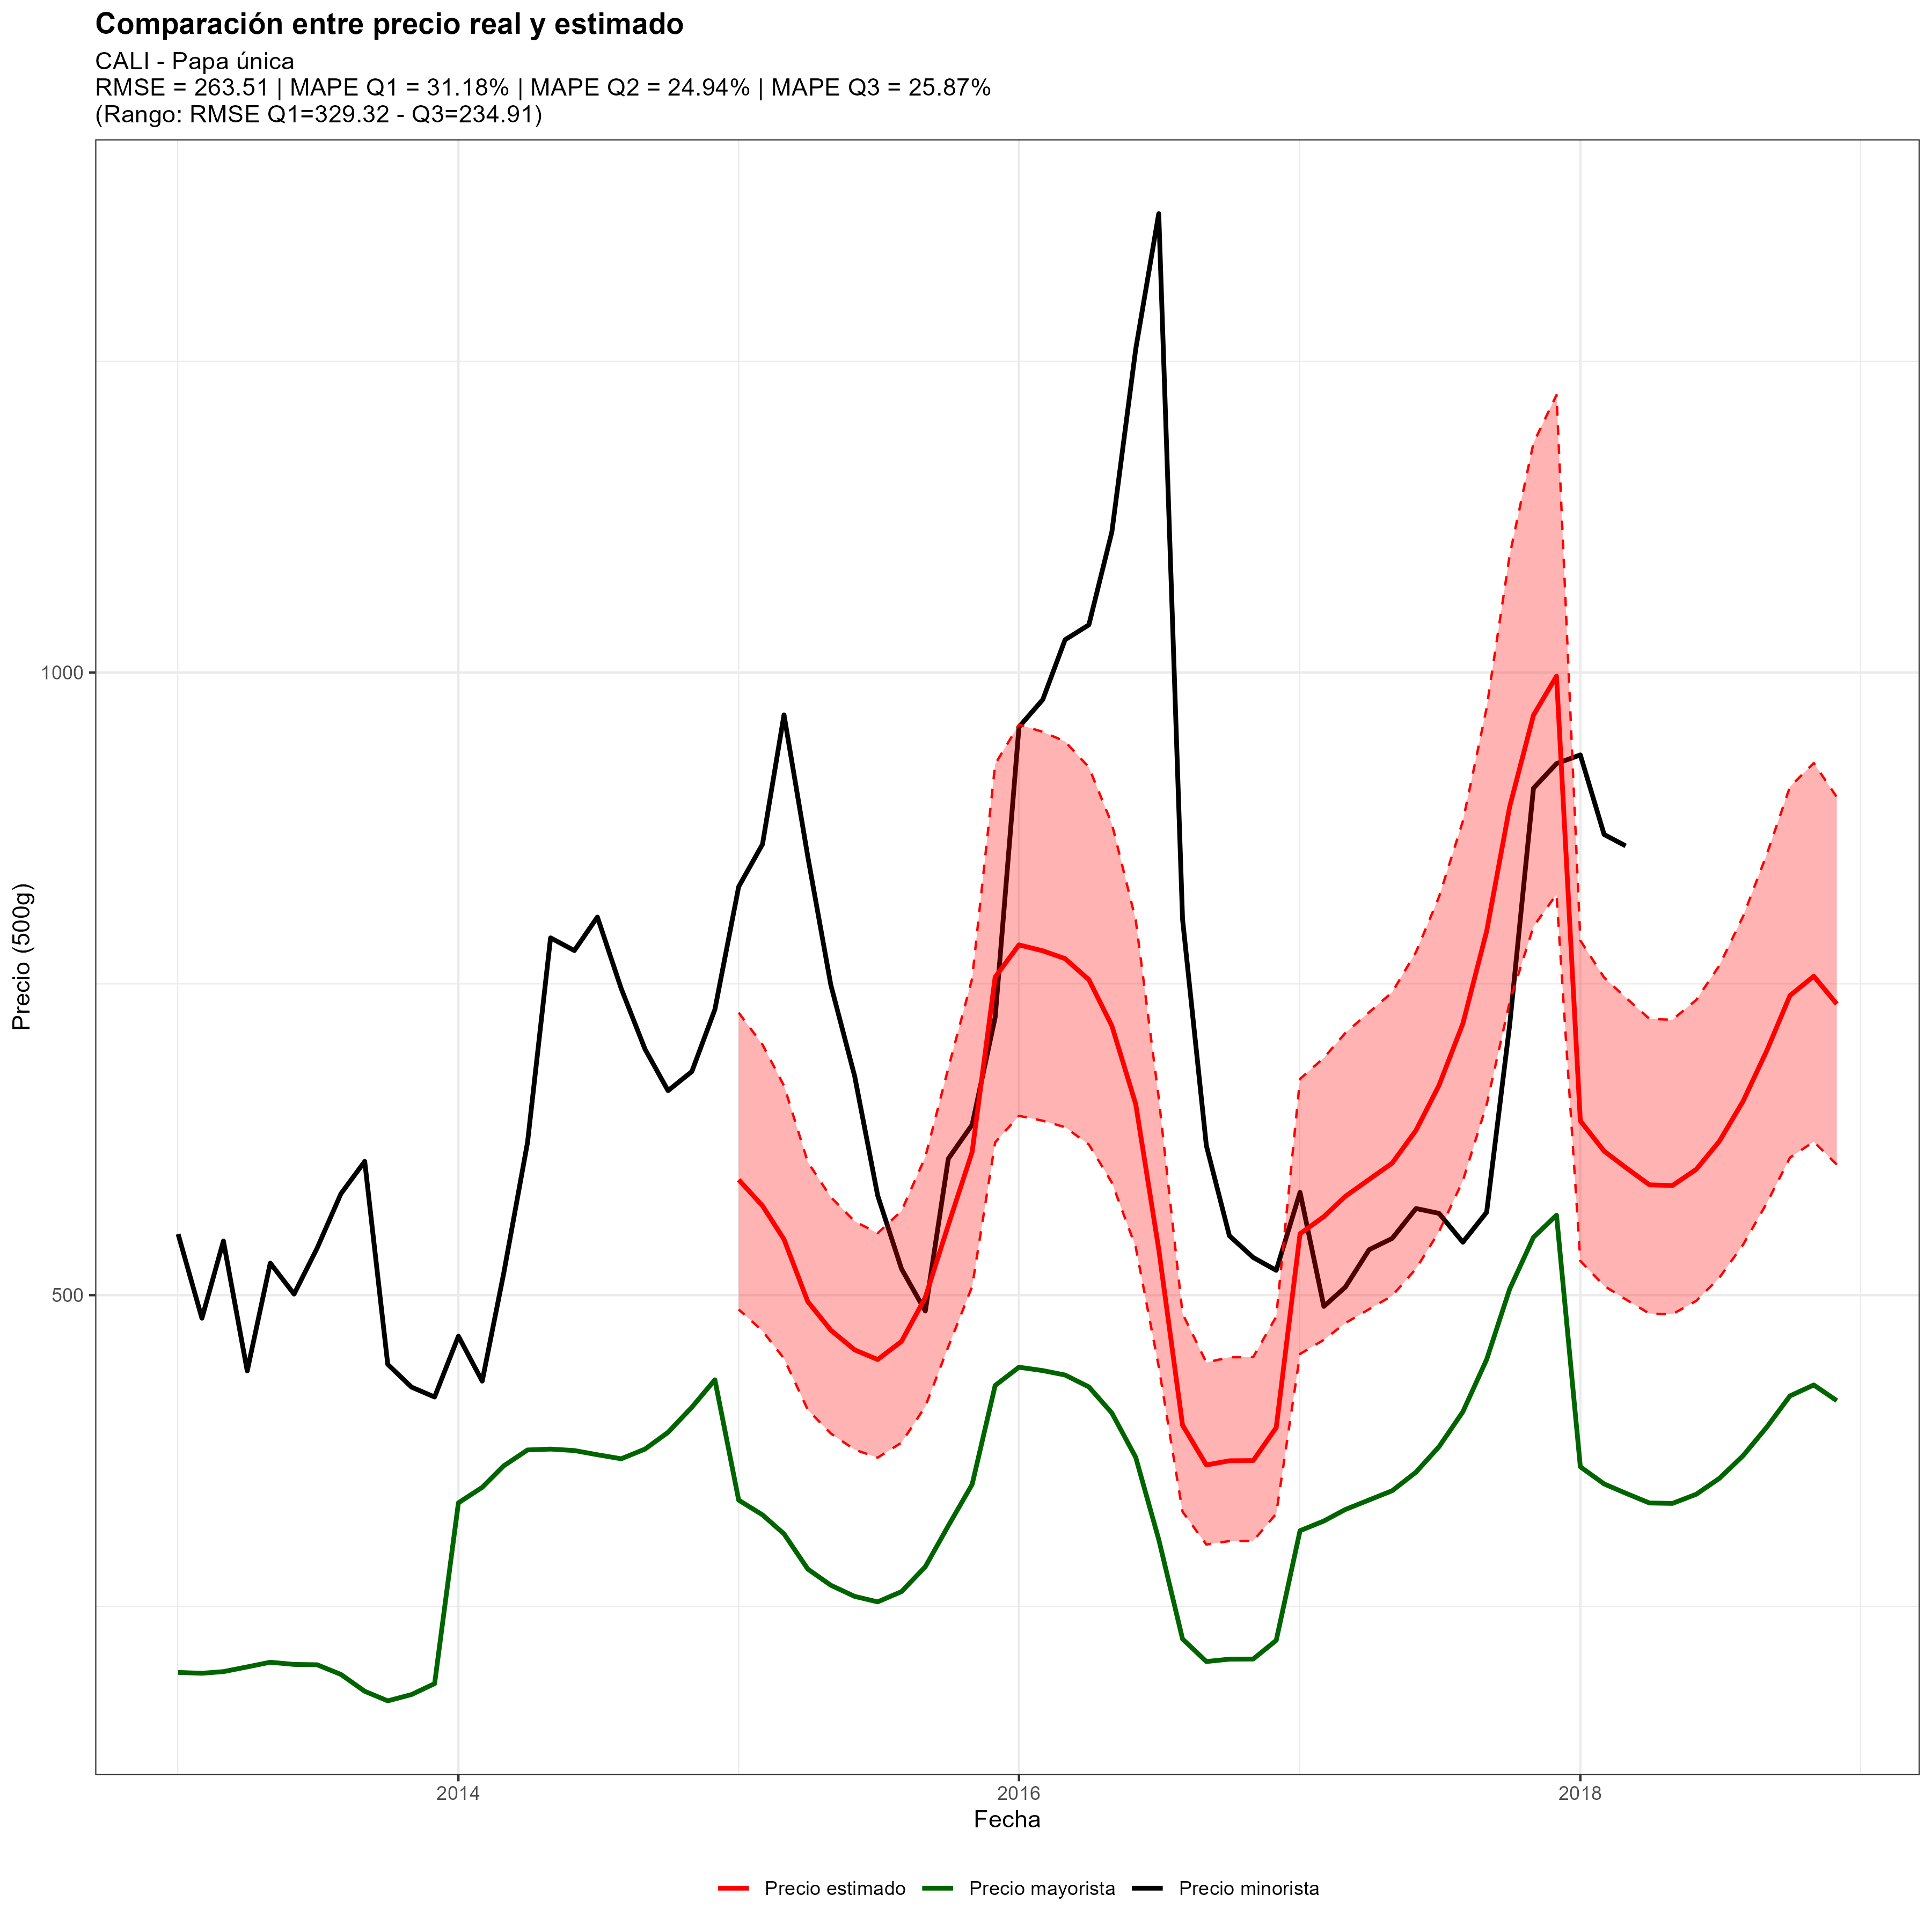 Comparación entre precio real y estimado
CALI - Papa única
RMSE = 263.51 | MAPE Q1 = 31.18% | MAPE Q2 = 24.94% | MAPE Q3 = 25.87%
(Rango: RMSE Q1=329.32 - Q3=234.91)
Precio (500g)
1000
500
2014
2016
2018
Fecha
Precio estimado
Precio mayorista
Precio minorista